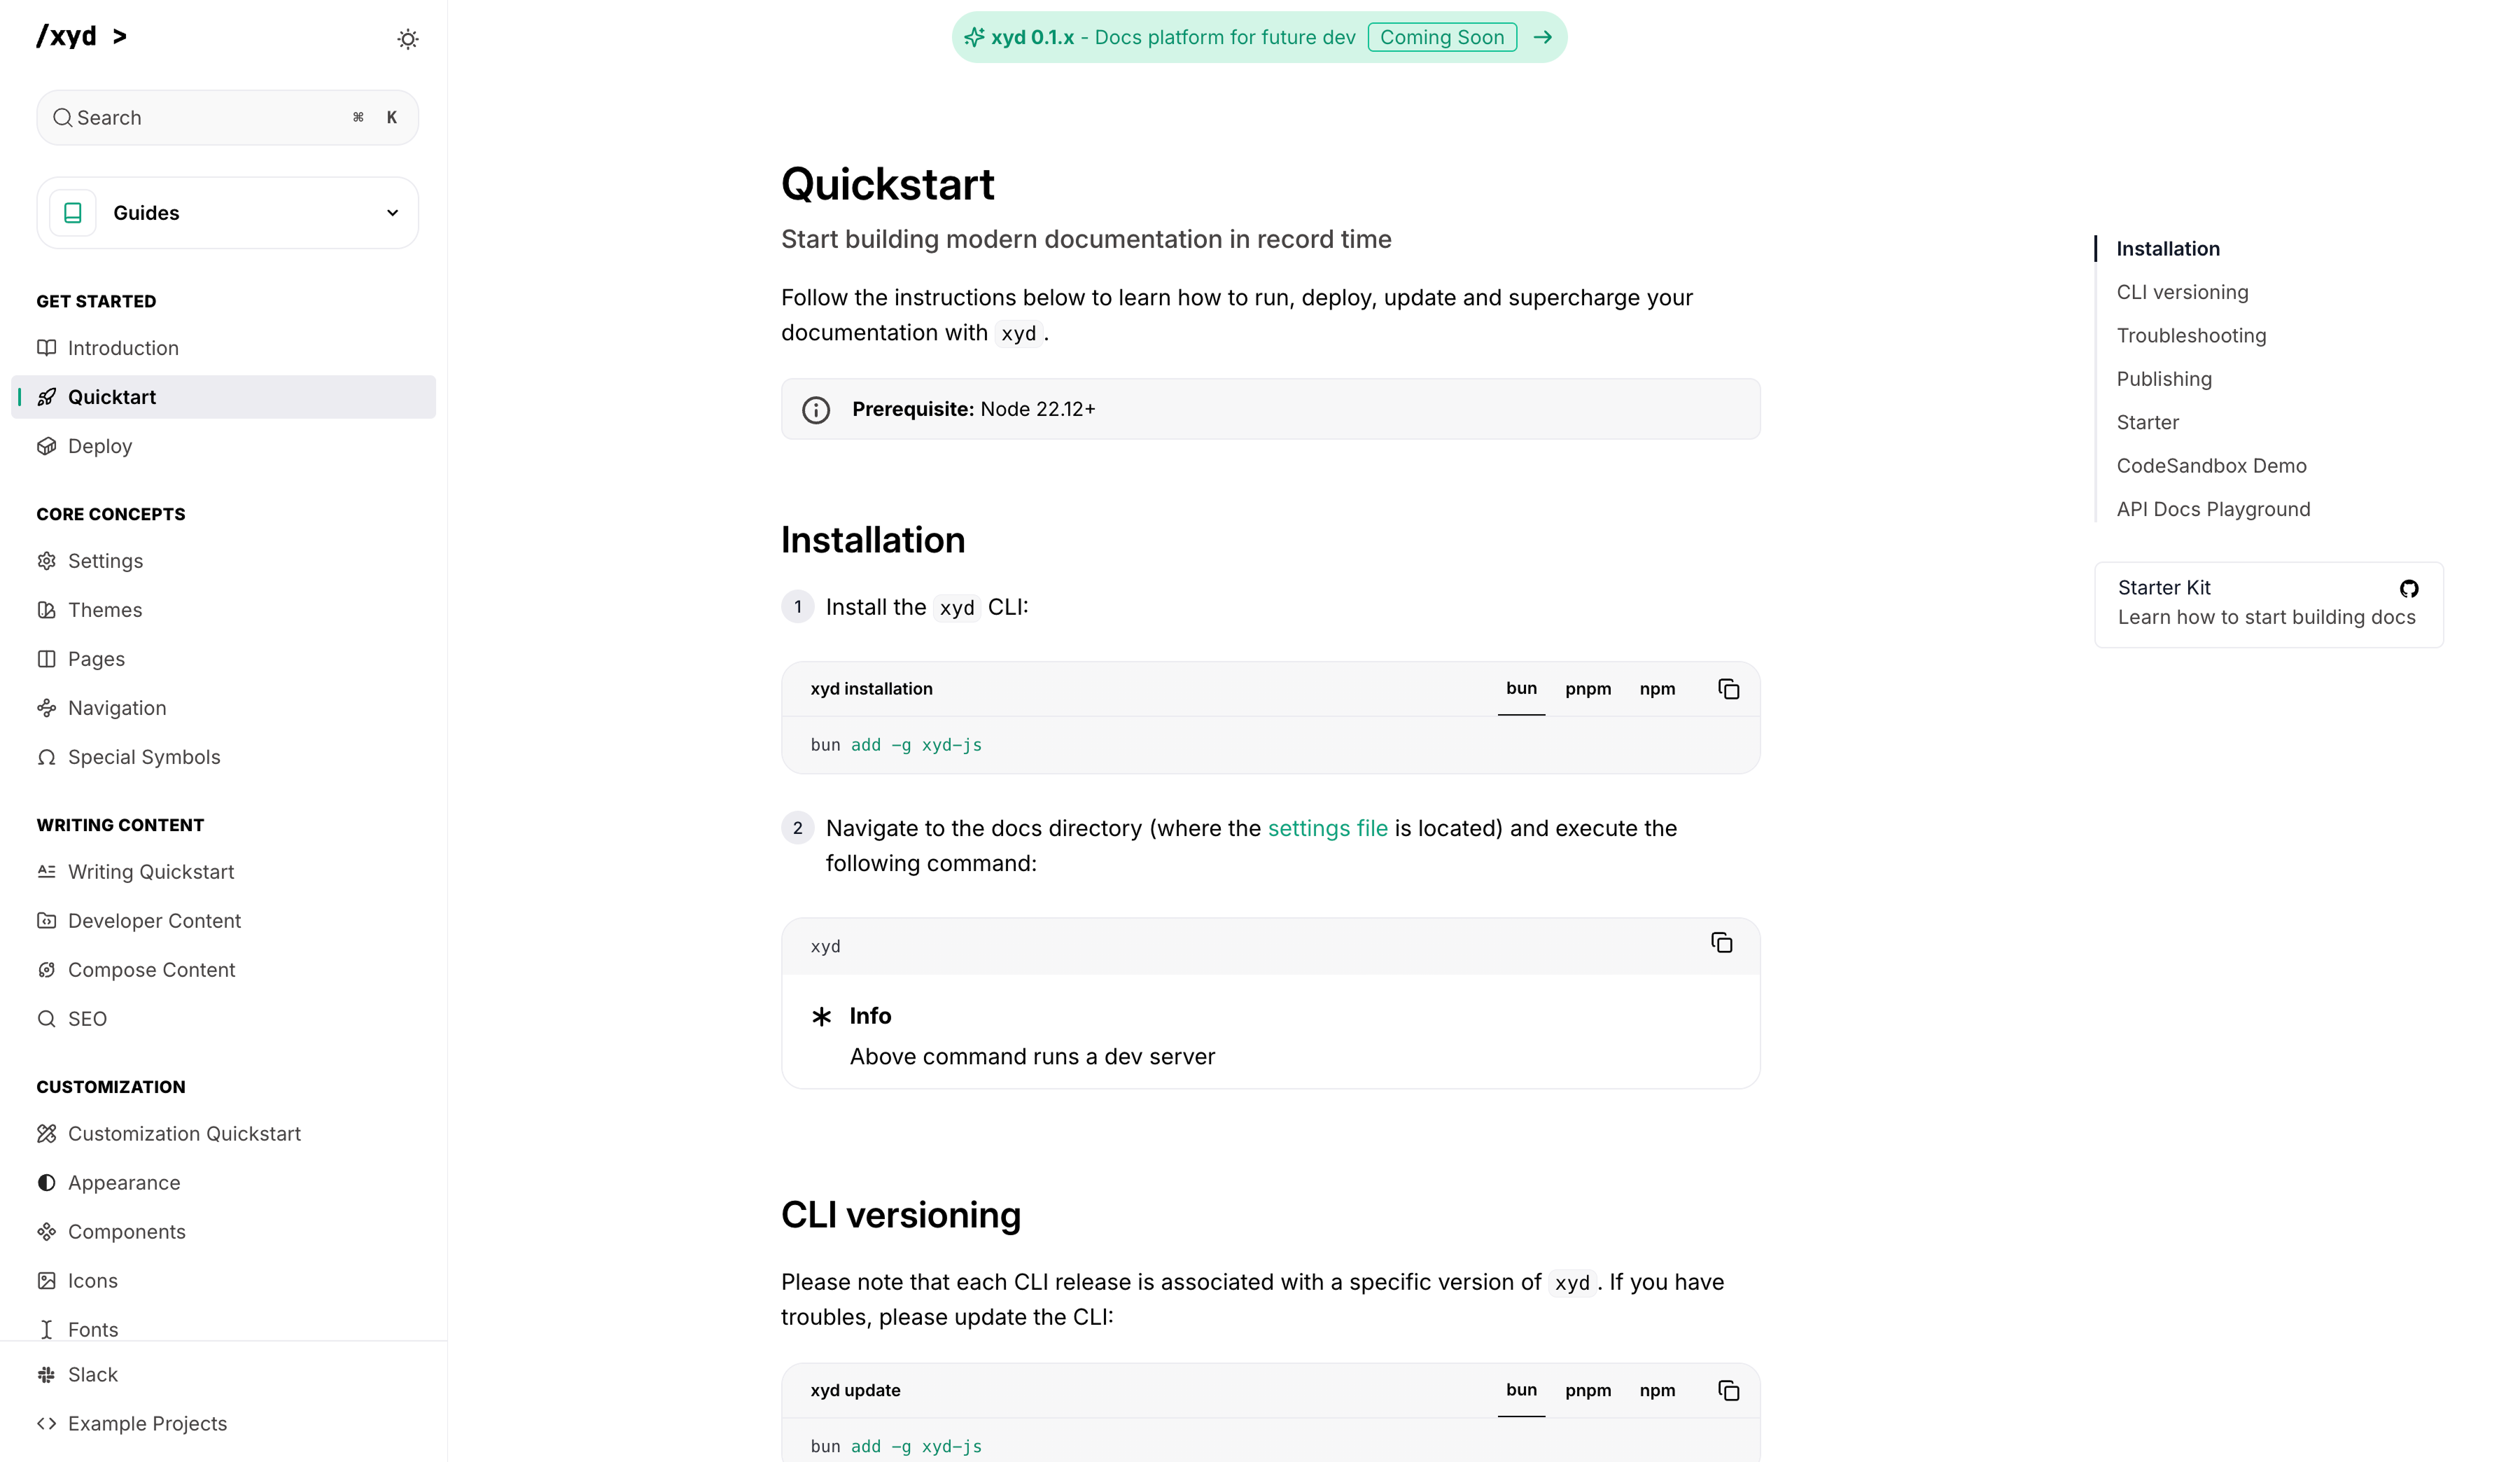 /xyd >
Search ⌘ K
Guides
GET STARTED
Introduction
Quicktart
Deploy
CORE CONCEPTS
Settings
Themes
Pages
Navigation
Special Symbols
WRITING CONTENT
Writing Quickstart
Developer Content
Compose Content
SEO
CUSTOMIZATION
Customization Quickstart
Appearance
Components
Icons
Fonts
Slack
Example Projects
xyd 0.1.x - Docs platform for future dev Coming Soon →
Quickstart
Start building modern documentation in record time
Follow the instructions below to learn how to run, deploy, update and supercharge your
documentation with xyd.
Prerequisite: Node 22.12+
Installation
1 Install the xyd CLI:
xyd installation bun pnpm npm
bun add -g xyd-js
2 Navigate to the docs directory (where the settings file is located) and execute the
following command:
xyd
Info
Above command runs a dev server
CLI versioning
Please note that each CLI release is associated with a specific version of xyd. If you have
troubles, please update the CLI:
xyd update bun pnpm npm
bun add -g xyd-js
Installation
CLI versioning
Troubleshooting
Publishing
Starter
CodeSandbox Demo
API Docs Playground
Starter Kit
Learn how to start building docs